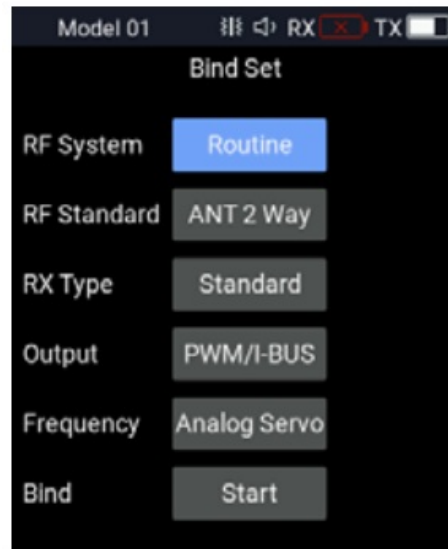 Model 01 RX TX
Bind Set
RF System Routine
RF Standard ANT 2 Way
RX Type Standard
Output PWM/I-BUS
Frequency Analog Servo
Bind Start